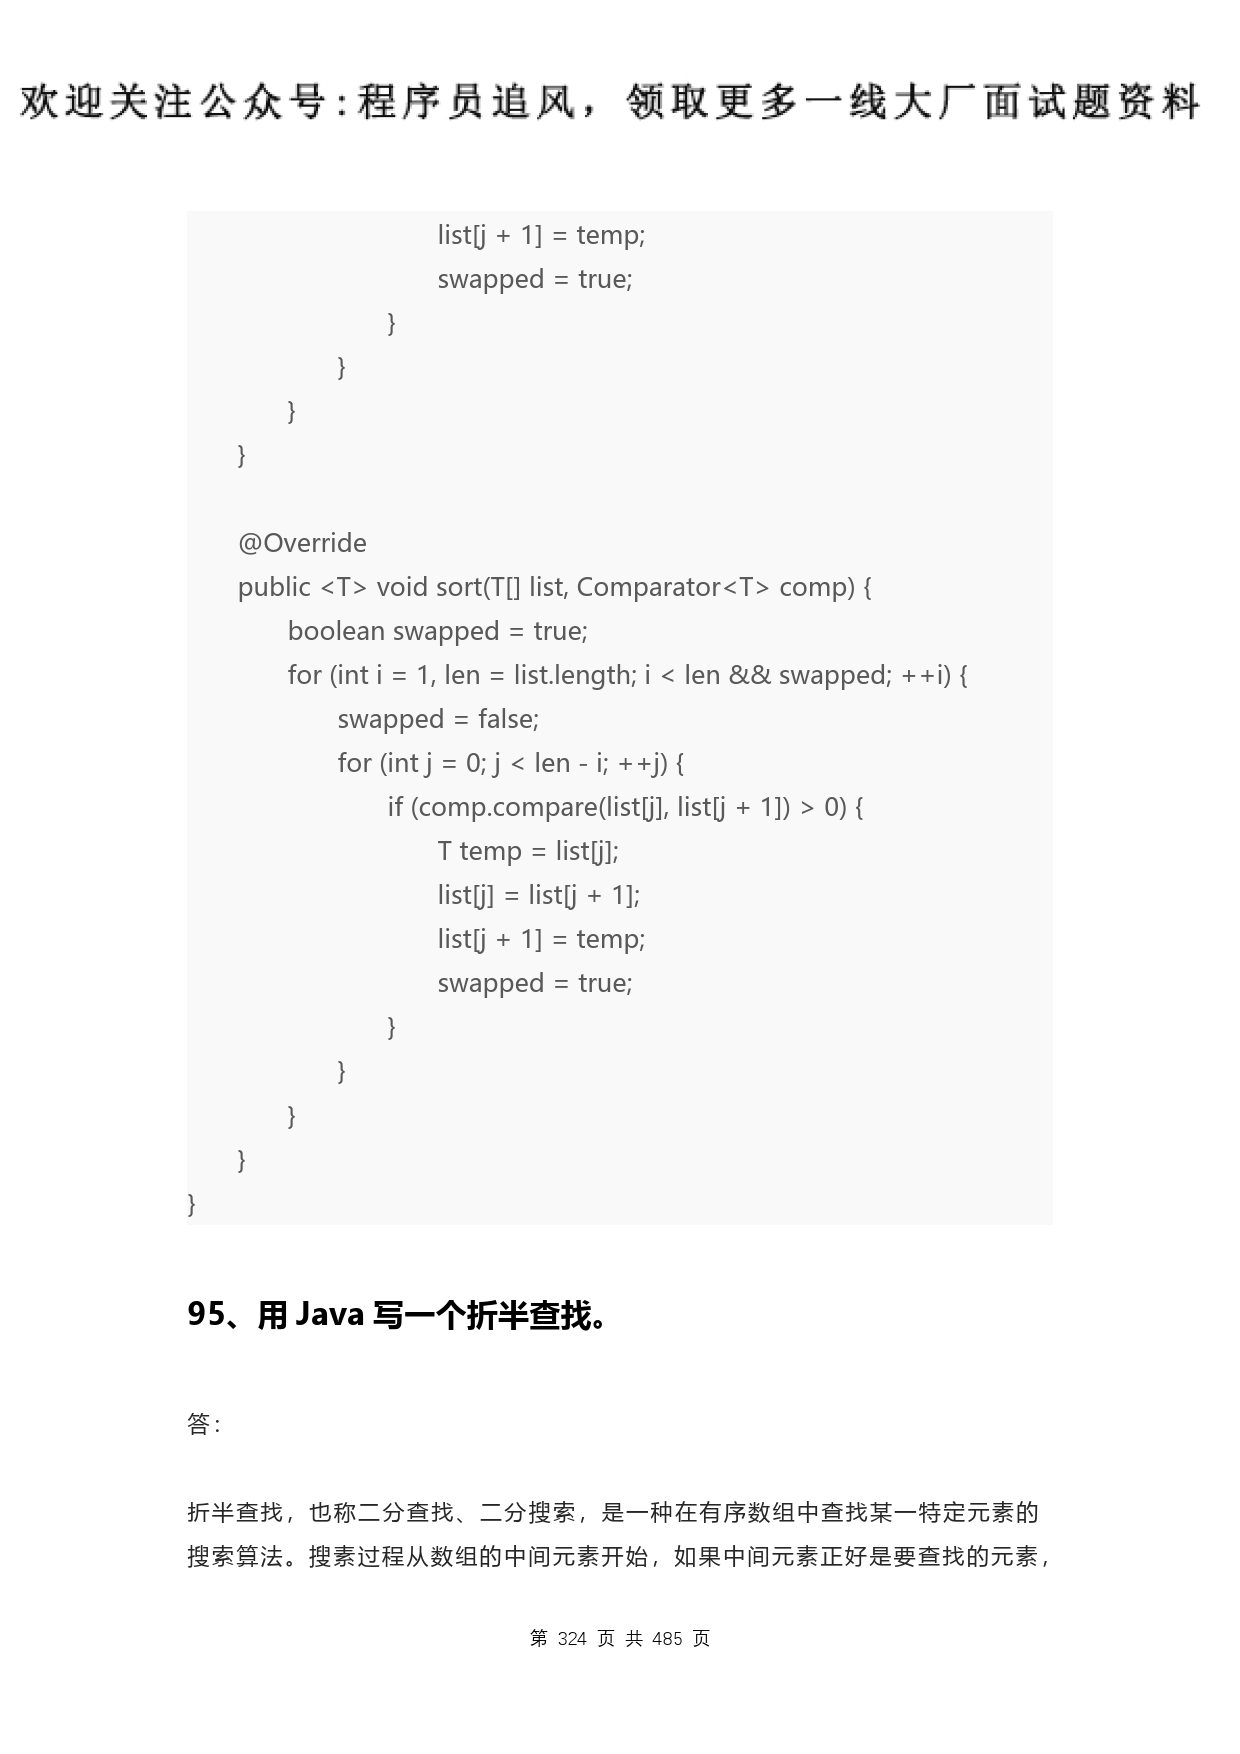 欢迎关注公众号:程序员追风，领取更多一线大厂面试题资料
list[j + 1] = temp;
swapped = true;
}
}
}
}
@Override
public <T> void sort(T[] list, Comparator<T> comp) {
boolean swapped = true;
for (int i = 1, len = list.length; i < len && swapped; ++i) {
swapped = false;
for (int j = 0; j < len - i; ++j) {
if (comp.compare(list[j], list[j + 1]) > 0) {
T temp = list[j];
list[j] = list[j + 1];
list[j + 1] = temp;
swapped = true;
}
}
}
}
}
95、用 Java 写一个折半查找。
答：
折半查找，也称二分查找、二分搜索，是一种在有序数组中查找某一特定元素的
搜索算法。搜素过程从数组的中间元素开始，如果中间元素正好是要查找的元素，
第 324 页 共 485 页